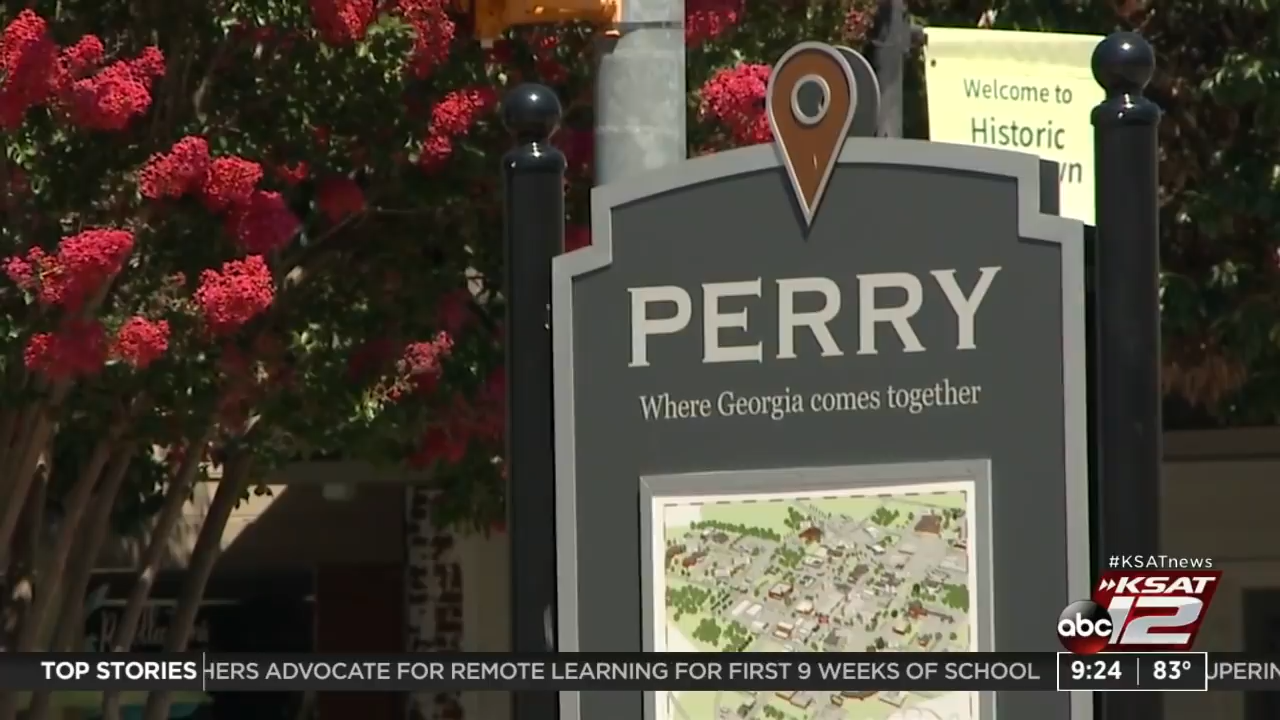 Welcome to
Historic
PERRY
Where Georgia comes together
#KSATnews
KSAT
abc 12
TOP STORIES HERS ADVOCATE FOR REMOTE LEARNING FOR FIRST 9 WEEKS OF SCHOOL 9:24 83° UPERIN